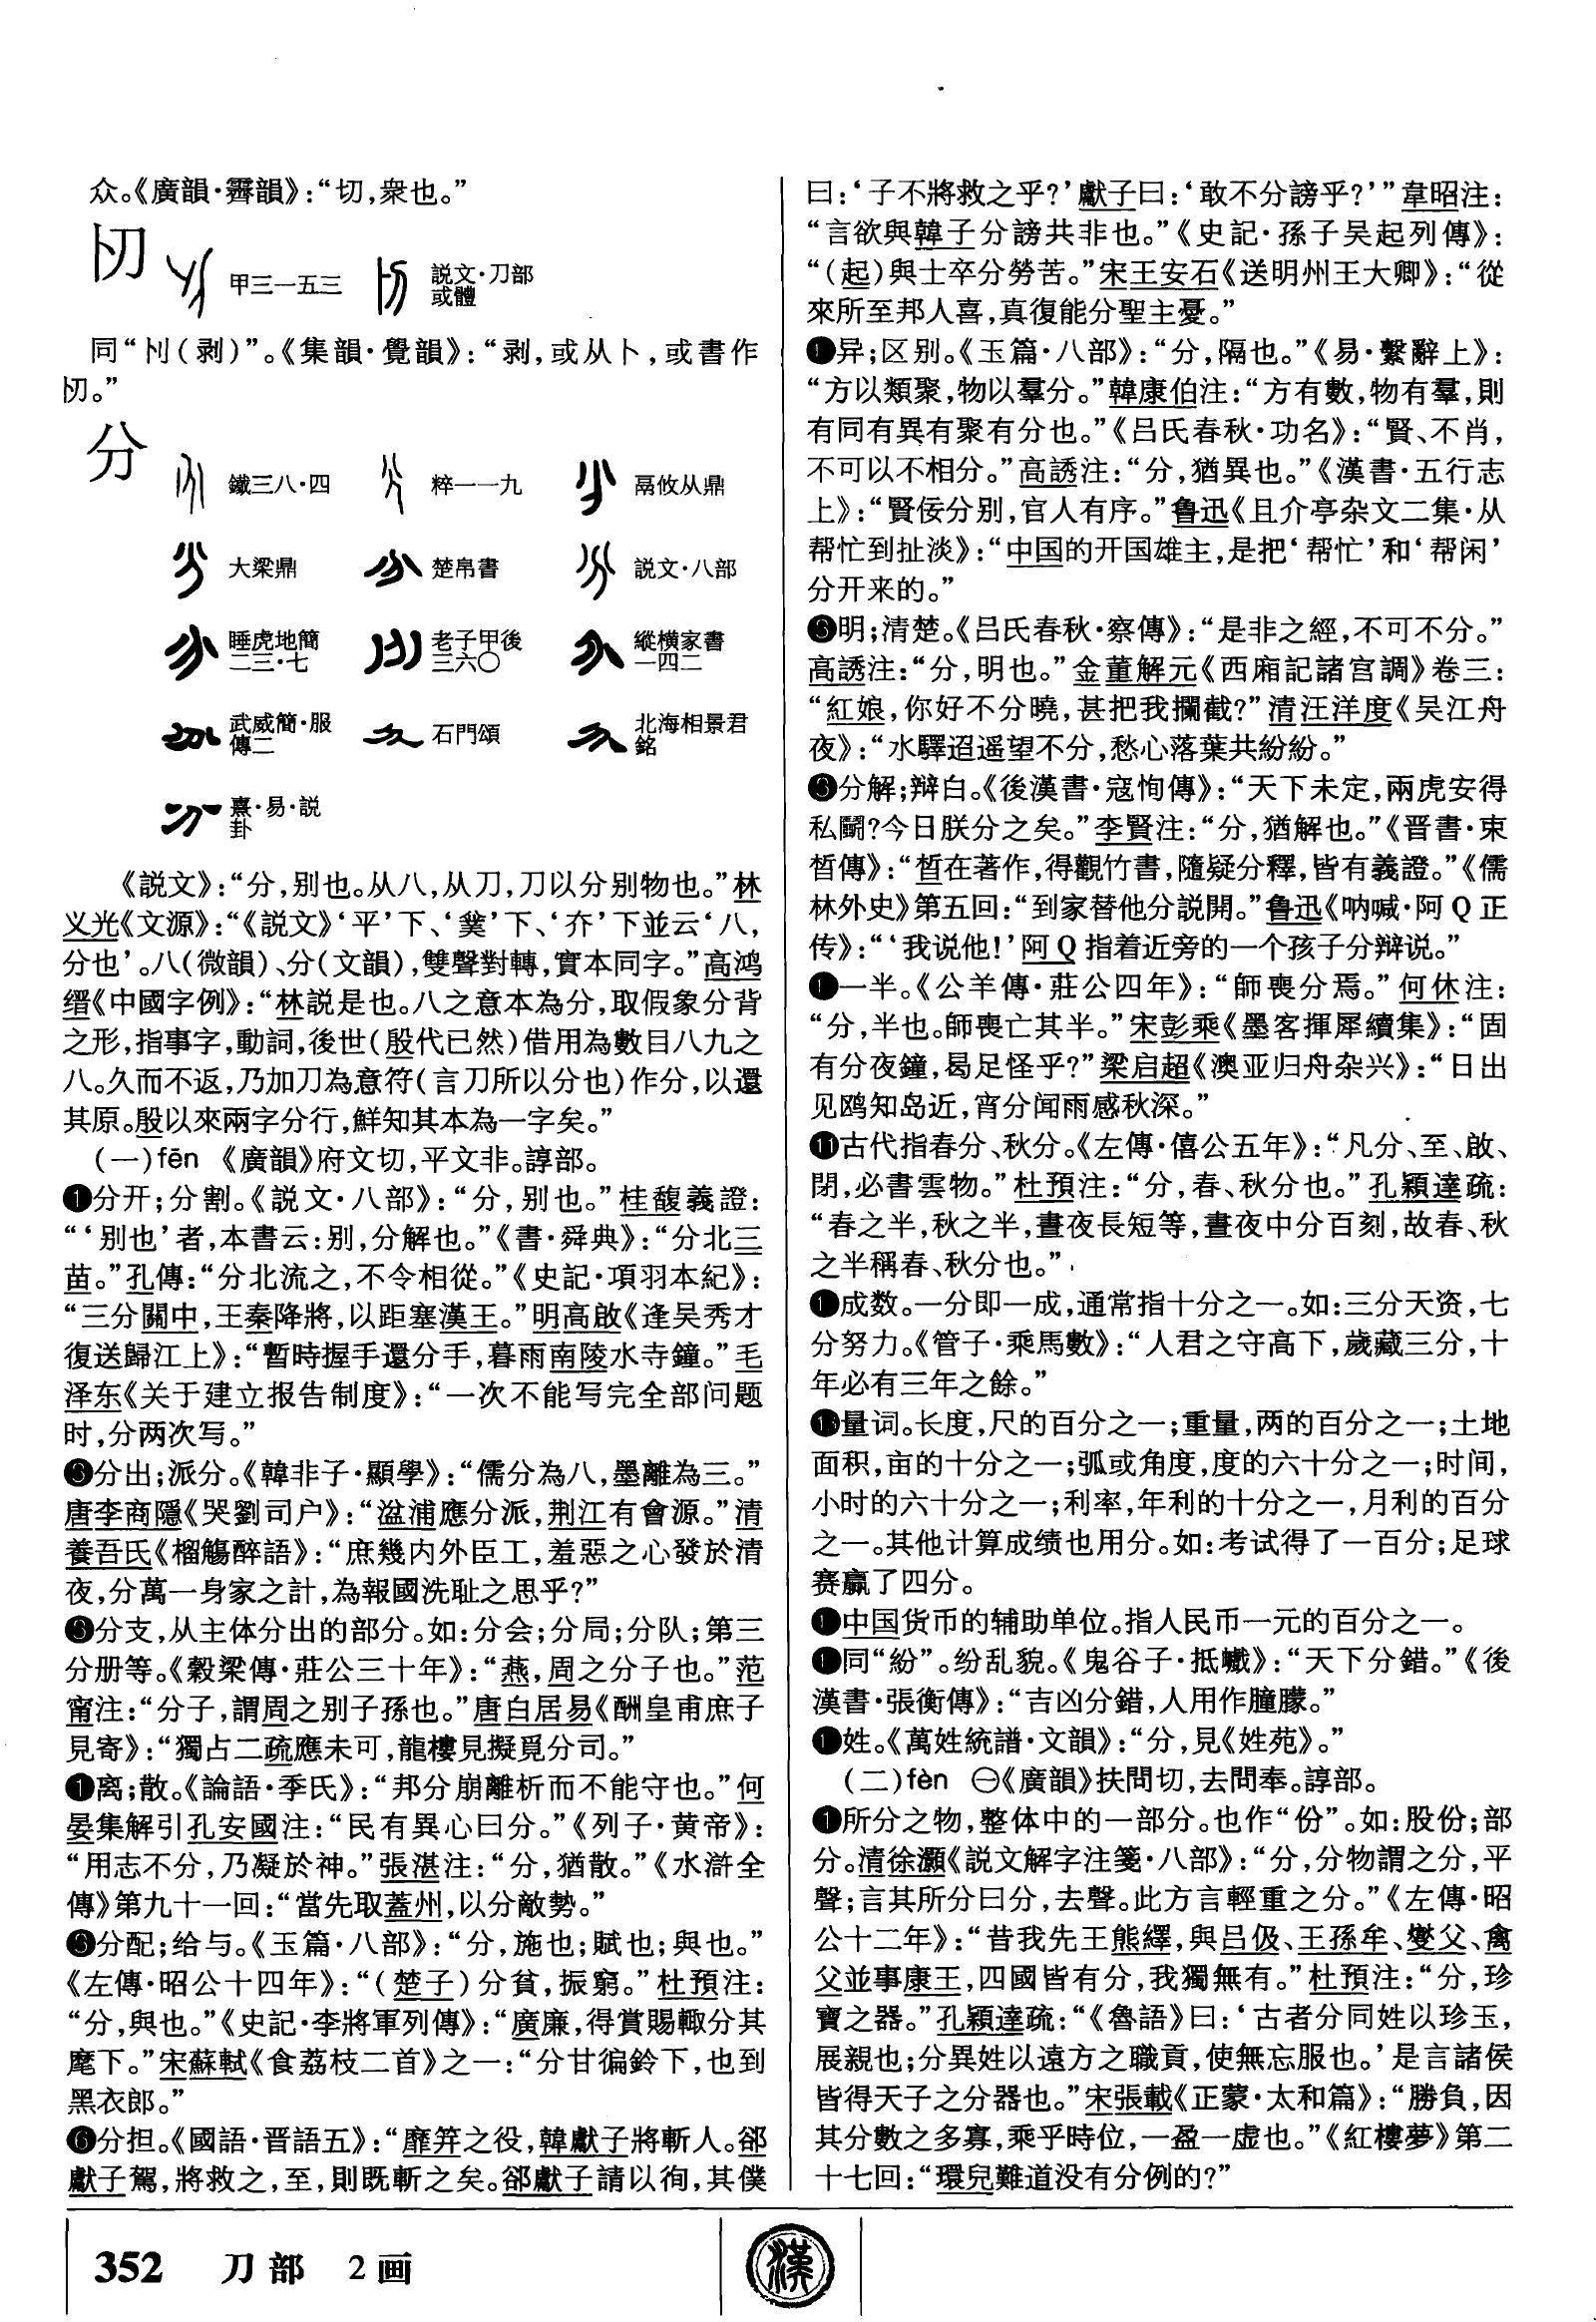 众。《廣韻·霽韻》：“切，衆也。”
㓞 甲三一五三 説文·刀部或體
同“刌(剥)”。《集韻·覺韻》：“剥，或从卜，或書作
。”
分
鐵三八·四 粹一一九 鬲攸从鼎
大梁鼎 楚帛書 説文·八部
睡虎地簡二三·七 老子甲後三六〇 縱横家書一四二
武威簡·服傳二 石門頌 北海相景君銘
熹·易·説卦
《説文》：“分，别也。从八，从刀，刀以分别物也。”林
义光《文源》：“《説文》‘平’下、‘㒸’下、‘介’下並云‘八，
分也’。八(微韻)、分(文韻)，雙聲對轉，實本同字。”高鸿
缙《中國字例》：“林説是也。八之意本為分，取假象分背
之形，指事字，動詞，後世(殷代已然)借用為數目八九之
八。久而不返，乃加刀為意符(言刀所以分也)作分，以還
其原。殷以來兩字分行，鮮知其本為一字矣。”
(一)fēn 《廣韻》府文切，平文非。諄部。
❶分开；分割。《説文·八部》：“分，别也。”桂馥義證：
“‘别也’者，本書云：别，分解也。”《書·舜典》：“分北三
苗。”孔傳：“分北流之，不令相從。”《史記·項羽本紀》：
“三分關中，王秦降將，以距塞漢王。”明高啟《逢吴秀才
復送歸江上》：“暫時握手還分手，暮雨南陵水寺鐘。”毛
泽东《关于建立报告制度》：“一次不能写完全部问题
时，分两次写。”
❸分出；派分。《韓非子·顯學》：“儒分為八，墨離為三。”
唐李商隱《哭劉司户》：“湓浦應分派，荆江有會源。”清
養吾氏《榴觴醉語》：“庶幾内外臣工，羞惡之心發於清
夜，分萬一身家之計，為報國洗耻之思乎？”
❸分支，从主体分出的部分。如：分会；分局；分队；第三
分册等。《穀梁傳·莊公三十年》：“燕，周之分子也。”范
甯注：“分子，謂周之别子孫也。”唐白居易《酬皇甫庶子
見寄》：“獨占二疏應未可，龍樓見擬覓分司。”
❶离；散。《論語·季氏》：“邦分崩離析而不能守也。”何
晏集解引孔安國注：“民有異心曰分。”《列子·黄帝》：
“用志不分，乃凝於神。”張湛注：“分，猶散。”《水滸全
傳》第九十一回：“當先取蓋州，以分敵勢。”
❺分配；给与。《玉篇·八部》：“分，施也；賦也；與也。”
《左傳·昭公十四年》：“(楚子)分貧，振窮。”杜預注：
“分，與也。”《史記·李將軍列傳》：“廣廉，得賞賜輒分其
麾下。”宋蘇軾《食荔枝二首》之一：“分甘徧鈴下，也到
黑衣郎。”
❻分担。《國語·晋語五》：“靡筓之役，韓獻子將斬人。郤
獻子駕，將救之，至，則既斬之矣。郤獻子請以徇，其僕
曰：‘子不將救之乎？’獻子曰：‘敢不分謗乎？’”韋昭注：
“言欲與韓子分謗共非也。”《史記·孫子吴起列傳》：
“(起)與士卒分勞苦。”宋王安石《送明州王大卿》：“從
來所至邦人喜，真復能分聖主憂。”
❶异；区别。《玉篇·八部》：“分，隔也。”《易·繫辭上》：
“方以類聚，物以羣分。”韓康伯注：“方有數，物有羣，則
有同有異有聚有分也。”《吕氏春秋·功名》：“賢、不肖，
不可以不相分。”高誘注：“分，猶異也。”《漢書·五行志
上》：“賢佞分别，官人有序。”鲁迅《且介亭杂文二集·从
帮忙到扯淡》：“中国的开国雄主，是把‘帮忙’和‘帮闲’
分开来的。”
❻明；清楚。《吕氏春秋·察傳》：“是非之經，不可不分。”
高誘注：“分，明也。”金董解元《西廂記諸宫調》卷三：
“紅娘，你好不分曉，甚把我攔截？”清汪洋度《吴江舟
夜》：“水驛迢遥望不分，愁心落葉共紛紛。”
❸分解；辩白。《後漢書·寇恂傳》：“天下未定，兩虎安得
私鬭？今日朕分之矣。”李賢注：“分，猶解也。”《晋書·束
晳傳》：“晳在著作，得觀竹書，隨疑分釋，皆有義證。”《儒
林外史》第五回：“到家替他分説開。”鲁迅《呐喊·阿Q正
传》：“‘我说他！’阿Q指着近旁的一个孩子分辩说。”
❶一半。《公羊傳·莊公四年》：“師喪分焉。”何休注：
“分，半也。師喪亡其半。”宋彭乘《墨客揮犀續集》：“固
有分夜鐘，曷足怪乎？”梁启超《澳亚归舟杂兴》：“日出
见鸥知岛近，宵分闻雨感秋深。”
⓫古代指春分、秋分。《左傳·僖公五年》：“凡分、至、啟、
閉，必書雲物。”杜預注：“分，春、秋分也。”孔穎達疏：
“春之半，秋之半，晝夜長短等，晝夜中分百刻，故春、秋
之半稱春、秋分也。”
❶成数。一分即一成，通常指十分之一。如：三分天资，七
分努力。《管子·乘馬數》：“人君之守高下，歲藏三分，十
年必有三年之餘。”
⓭量词。长度，尺的百分之一；重量，两的百分之一；土地
面积，亩的十分之一；弧或角度，度的六十分之一；时间，
小时的六十分之一；利率，年利的十分之一，月利的百分
之一。其他计算成绩也用分。如：考试得了一百分；足球
赛赢了四分。
❶中国货币的辅助单位。指人民币一元的百分之一。
❶同“紛”。纷乱貌。《鬼谷子·抵巇》：“天下分錯。”《後
漢書·張衡傳》：“吉凶分錯，人用作朣朦。”
❶姓。《萬姓統譜·文韻》：“分，見《姓苑》。”
(二)fèn ㊀《廣韻》扶問切，去問奉。諄部。
❶所分之物，整体中的一部分。也作“份”。如：股份；部
分。清徐灝《説文解字注箋·八部》：“分，分物謂之分，平
聲；言其所分曰分，去聲。此方言輕重之分。”《左傳·昭
公十二年》：“昔我先王熊繹，與吕伋、王孫牟、燮父、禽
父並事康王，四國皆有分，我獨無有。”杜預注：“分，珍
寶之器。”孔穎達疏：“《魯語》曰：‘古者分同姓以珍玉，
展親也；分異姓以遠方之職貢，使無忘服也。’是言諸侯
皆得天子之分器也。”宋張載《正蒙·太和篇》：“勝負，因
其分數之多寡，乘乎時位，一盈一虚也。”《紅樓夢》第二
十七回：“環兒難道没有分例的？”
352 刀部 2画
漢